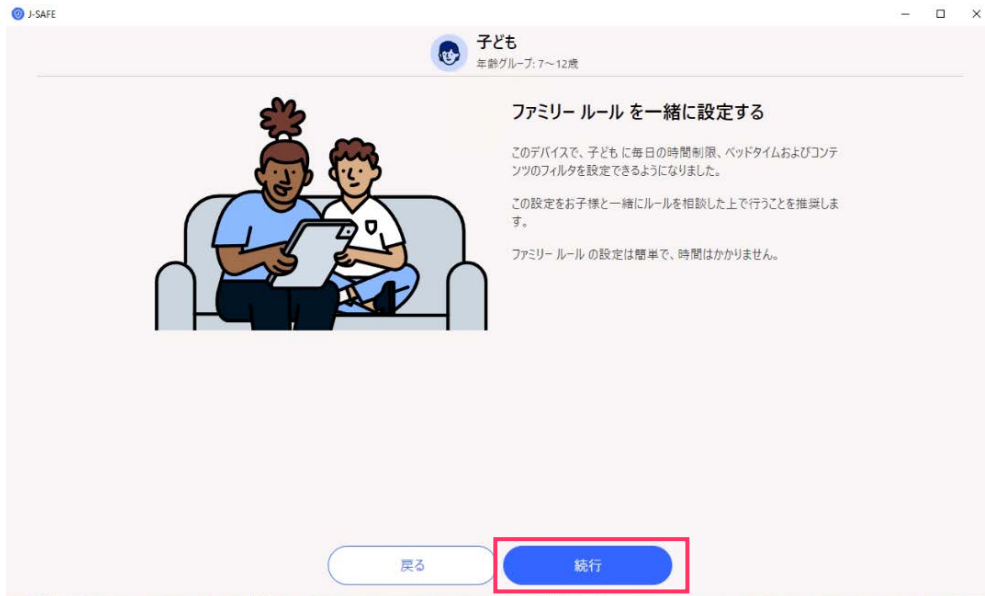 J-SAFE
子ども
年齢グループ: 7～12歳
ファミリー ルール を一緒に設定する
このデバイスで、子ども に毎日の時間制限、ベッドタイムおよびコンテ
ンツのフィルタを設定できるようになりました。
この設定をお子様と一緒にルールを相談した上で行うことを推奨しま
す。
ファミリー ルール の設定は簡単で、時間はかかりません。
戻る
続行